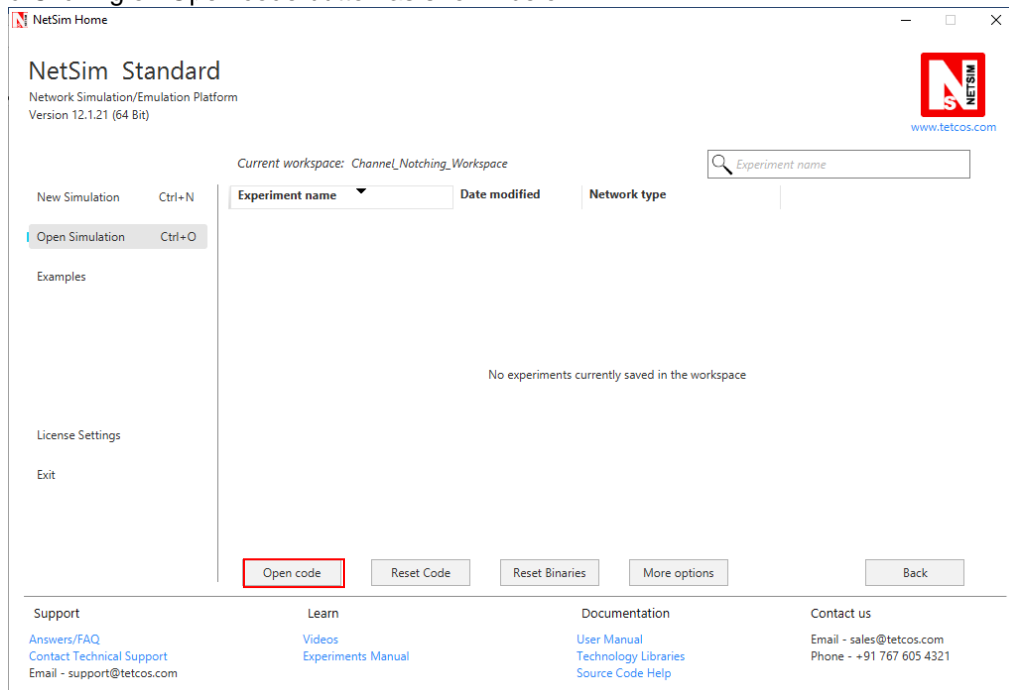 NetSim Home
NetSim Standard
Network Simulation/Emulation Platform
Version 12.1.21 (64 Bit)
NETSIM
NS
www.tetcos.com
Current workspace: Channel_Notching_Workspace
Experiment name
New Simulation Ctrl+N
Experiment name Date modified Network type
Open Simulation Ctrl+O
Examples
No experiments currently saved in the workspace
License Settings
Exit
Open code Reset Code Reset Binaries More options Back
Support Learn Documentation Contact us
Answers/FAQ Videos User Manual Email - sales@tetcos.com
Contact Technical Support Experiments Manual Technology Libraries Phone - +91 767 605 4321
Email - support@tetcos.com Source Code Help